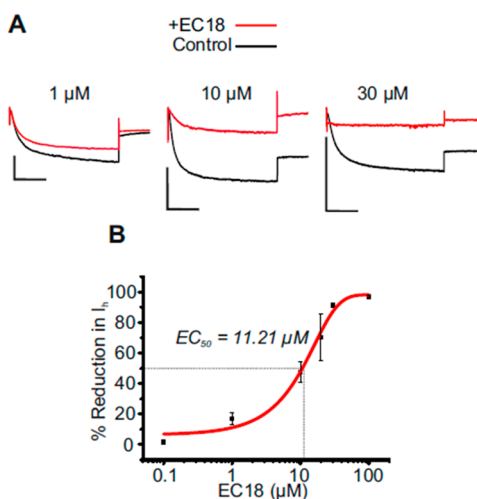 A
+EC18
Control
1 µM
10 µM
30 µM
B
% Reduction in Ih
100
80
60
40
20
0
EC50 = 11.21 µM
0.1
1
10
100
EC18 (µM)